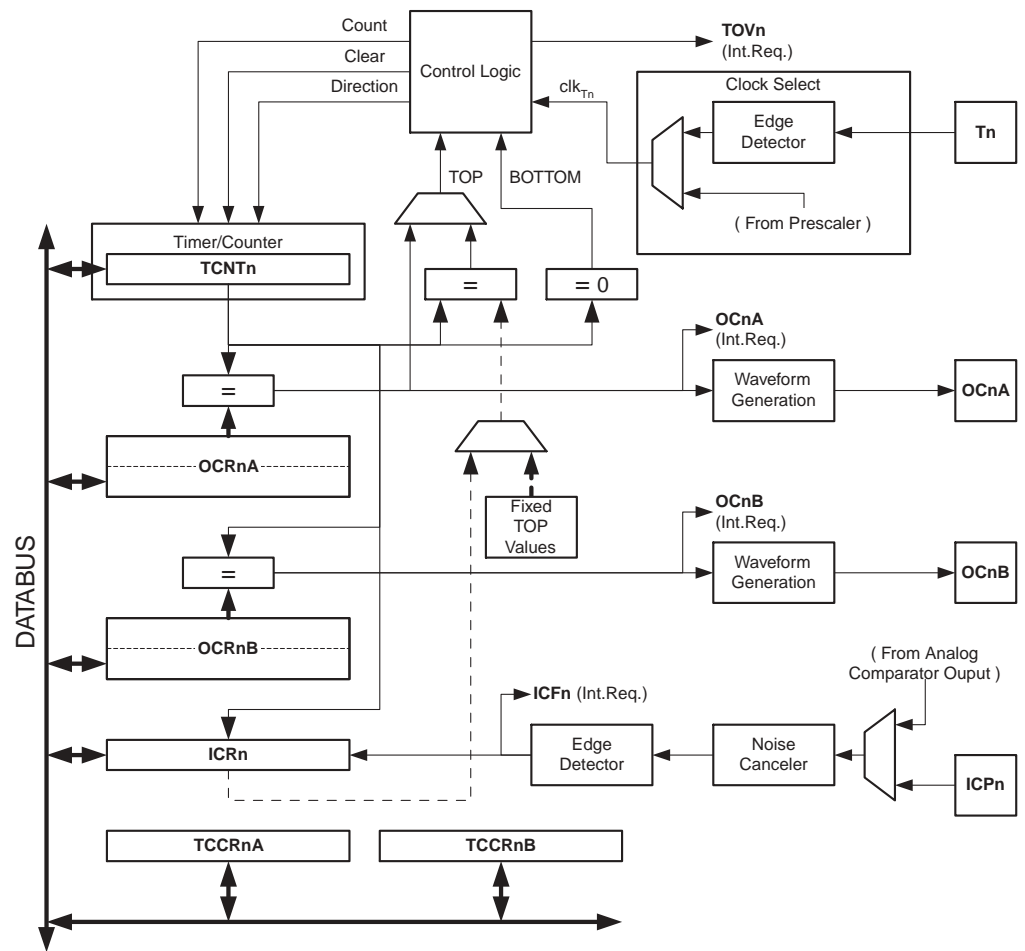 Count
TOVn
(Int.Req.)
Clear
Control Logic
Clock Select
Direction
clkTn
Edge
Detector
Tn
TOP
BOTTOM
( From Prescaler )
Timer/Counter
TCNTn
=
= 0
OCnA
(Int.Req.)
=
Waveform
Generation
OCnA
OCRnA
Fixed
TOP
Values
OCnB
(Int.Req.)
=
Waveform
Generation
OCnB
DATABUS
OCRnB
( From Analog
Comparator Ouput )
ICFn (Int.Req.)
ICRn
Edge
Detector
Noise
Canceler
ICPn
TCCRnA
TCCRnB